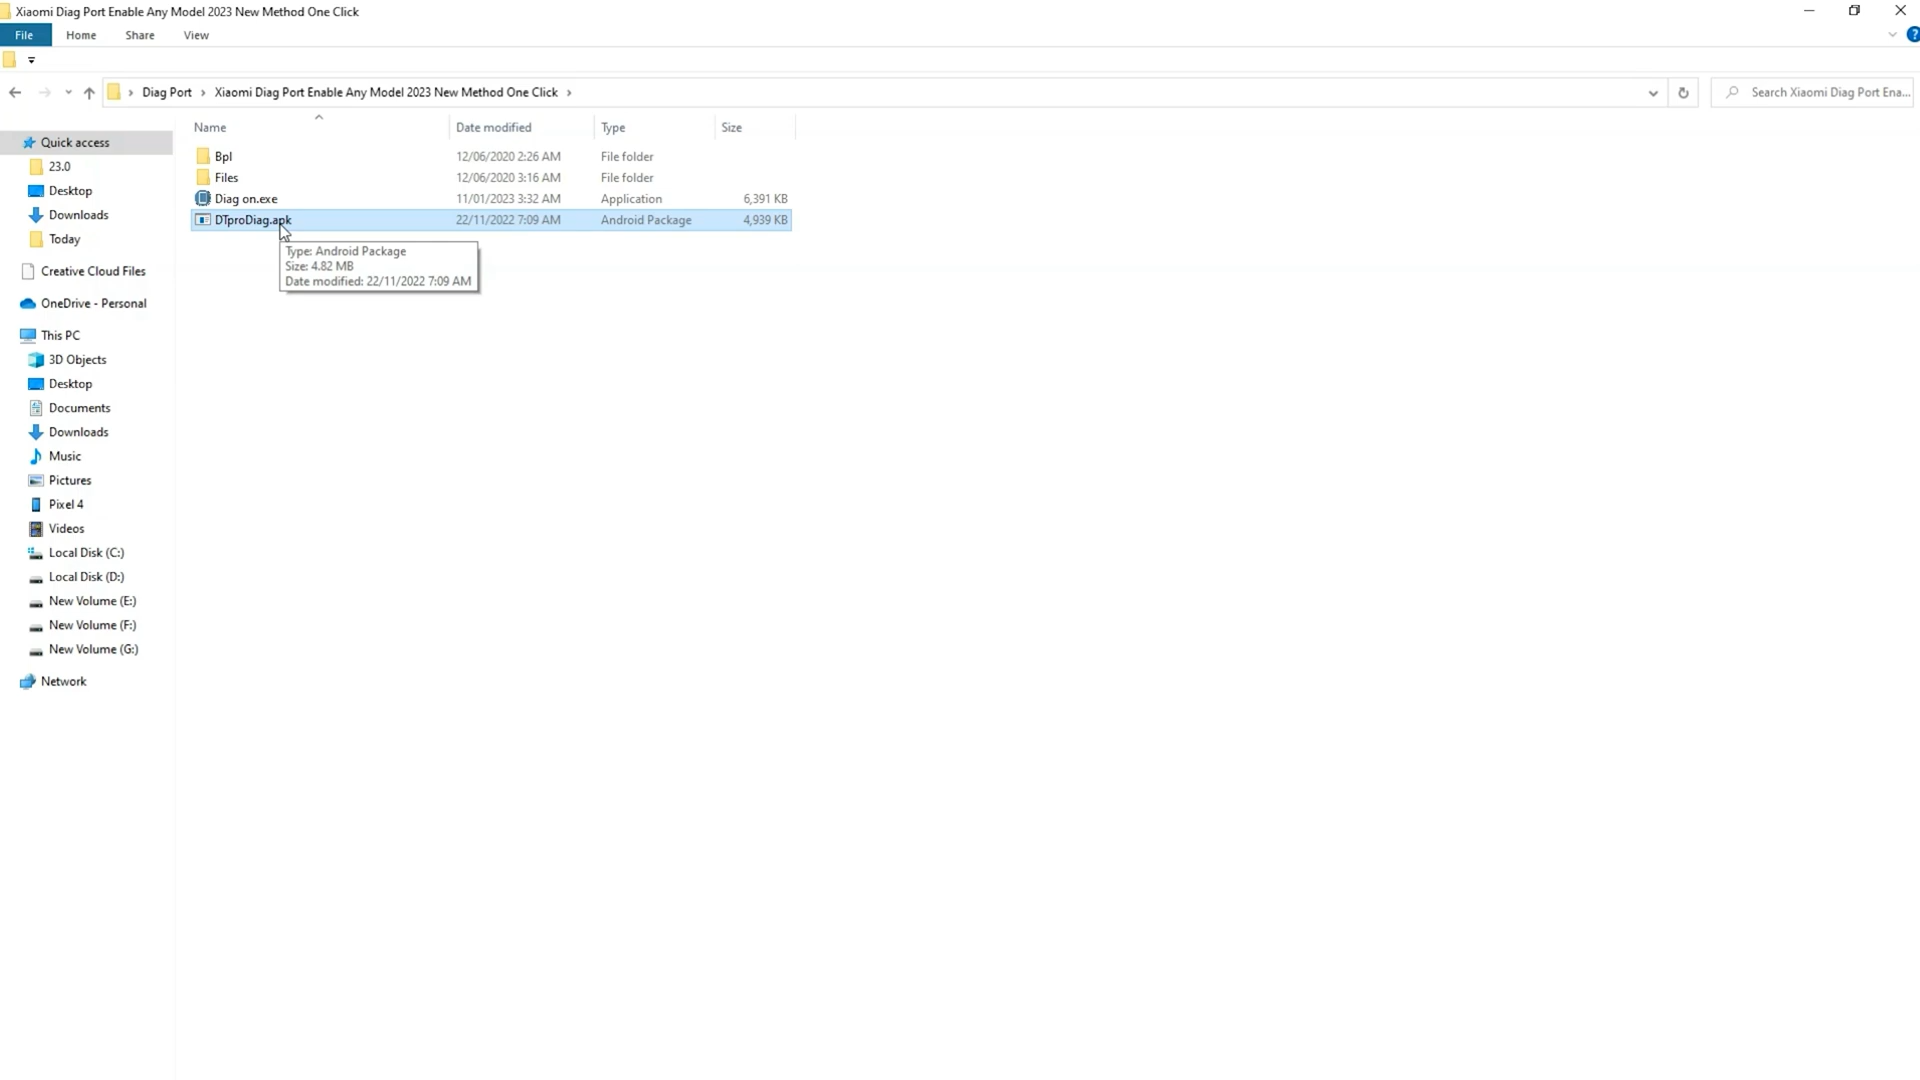 Xiaomi Diag Port Enable Any Model 2023 New Method One Click
File Home Share View
Diag Port › Xiaomi Diag Port Enable Any Model 2023 New Method One Click ›
Search Xiaomi Diag Port Ena...
Name Date modified Type Size
Bpl 12/06/2020 2:26 AM File folder
Files 12/06/2020 3:16 AM File folder
Diag on.exe 11/01/2023 3:32 AM Application 6,391 KB
DTproDiag.apk 22/11/2022 7:09 AM Android Package 4,939 KB
Type: Android Package
Size: 4.82 MB
Date modified: 22/11/2022 7:09 AM
Quick access
23.0
Desktop
Downloads
Today
Creative Cloud Files
OneDrive - Personal
This PC
3D Objects
Desktop
Documents
Downloads
Music
Pictures
Pixel 4
Videos
Local Disk (C:)
Local Disk (D:)
New Volume (E:)
New Volume (F:)
New Volume (G:)
Network